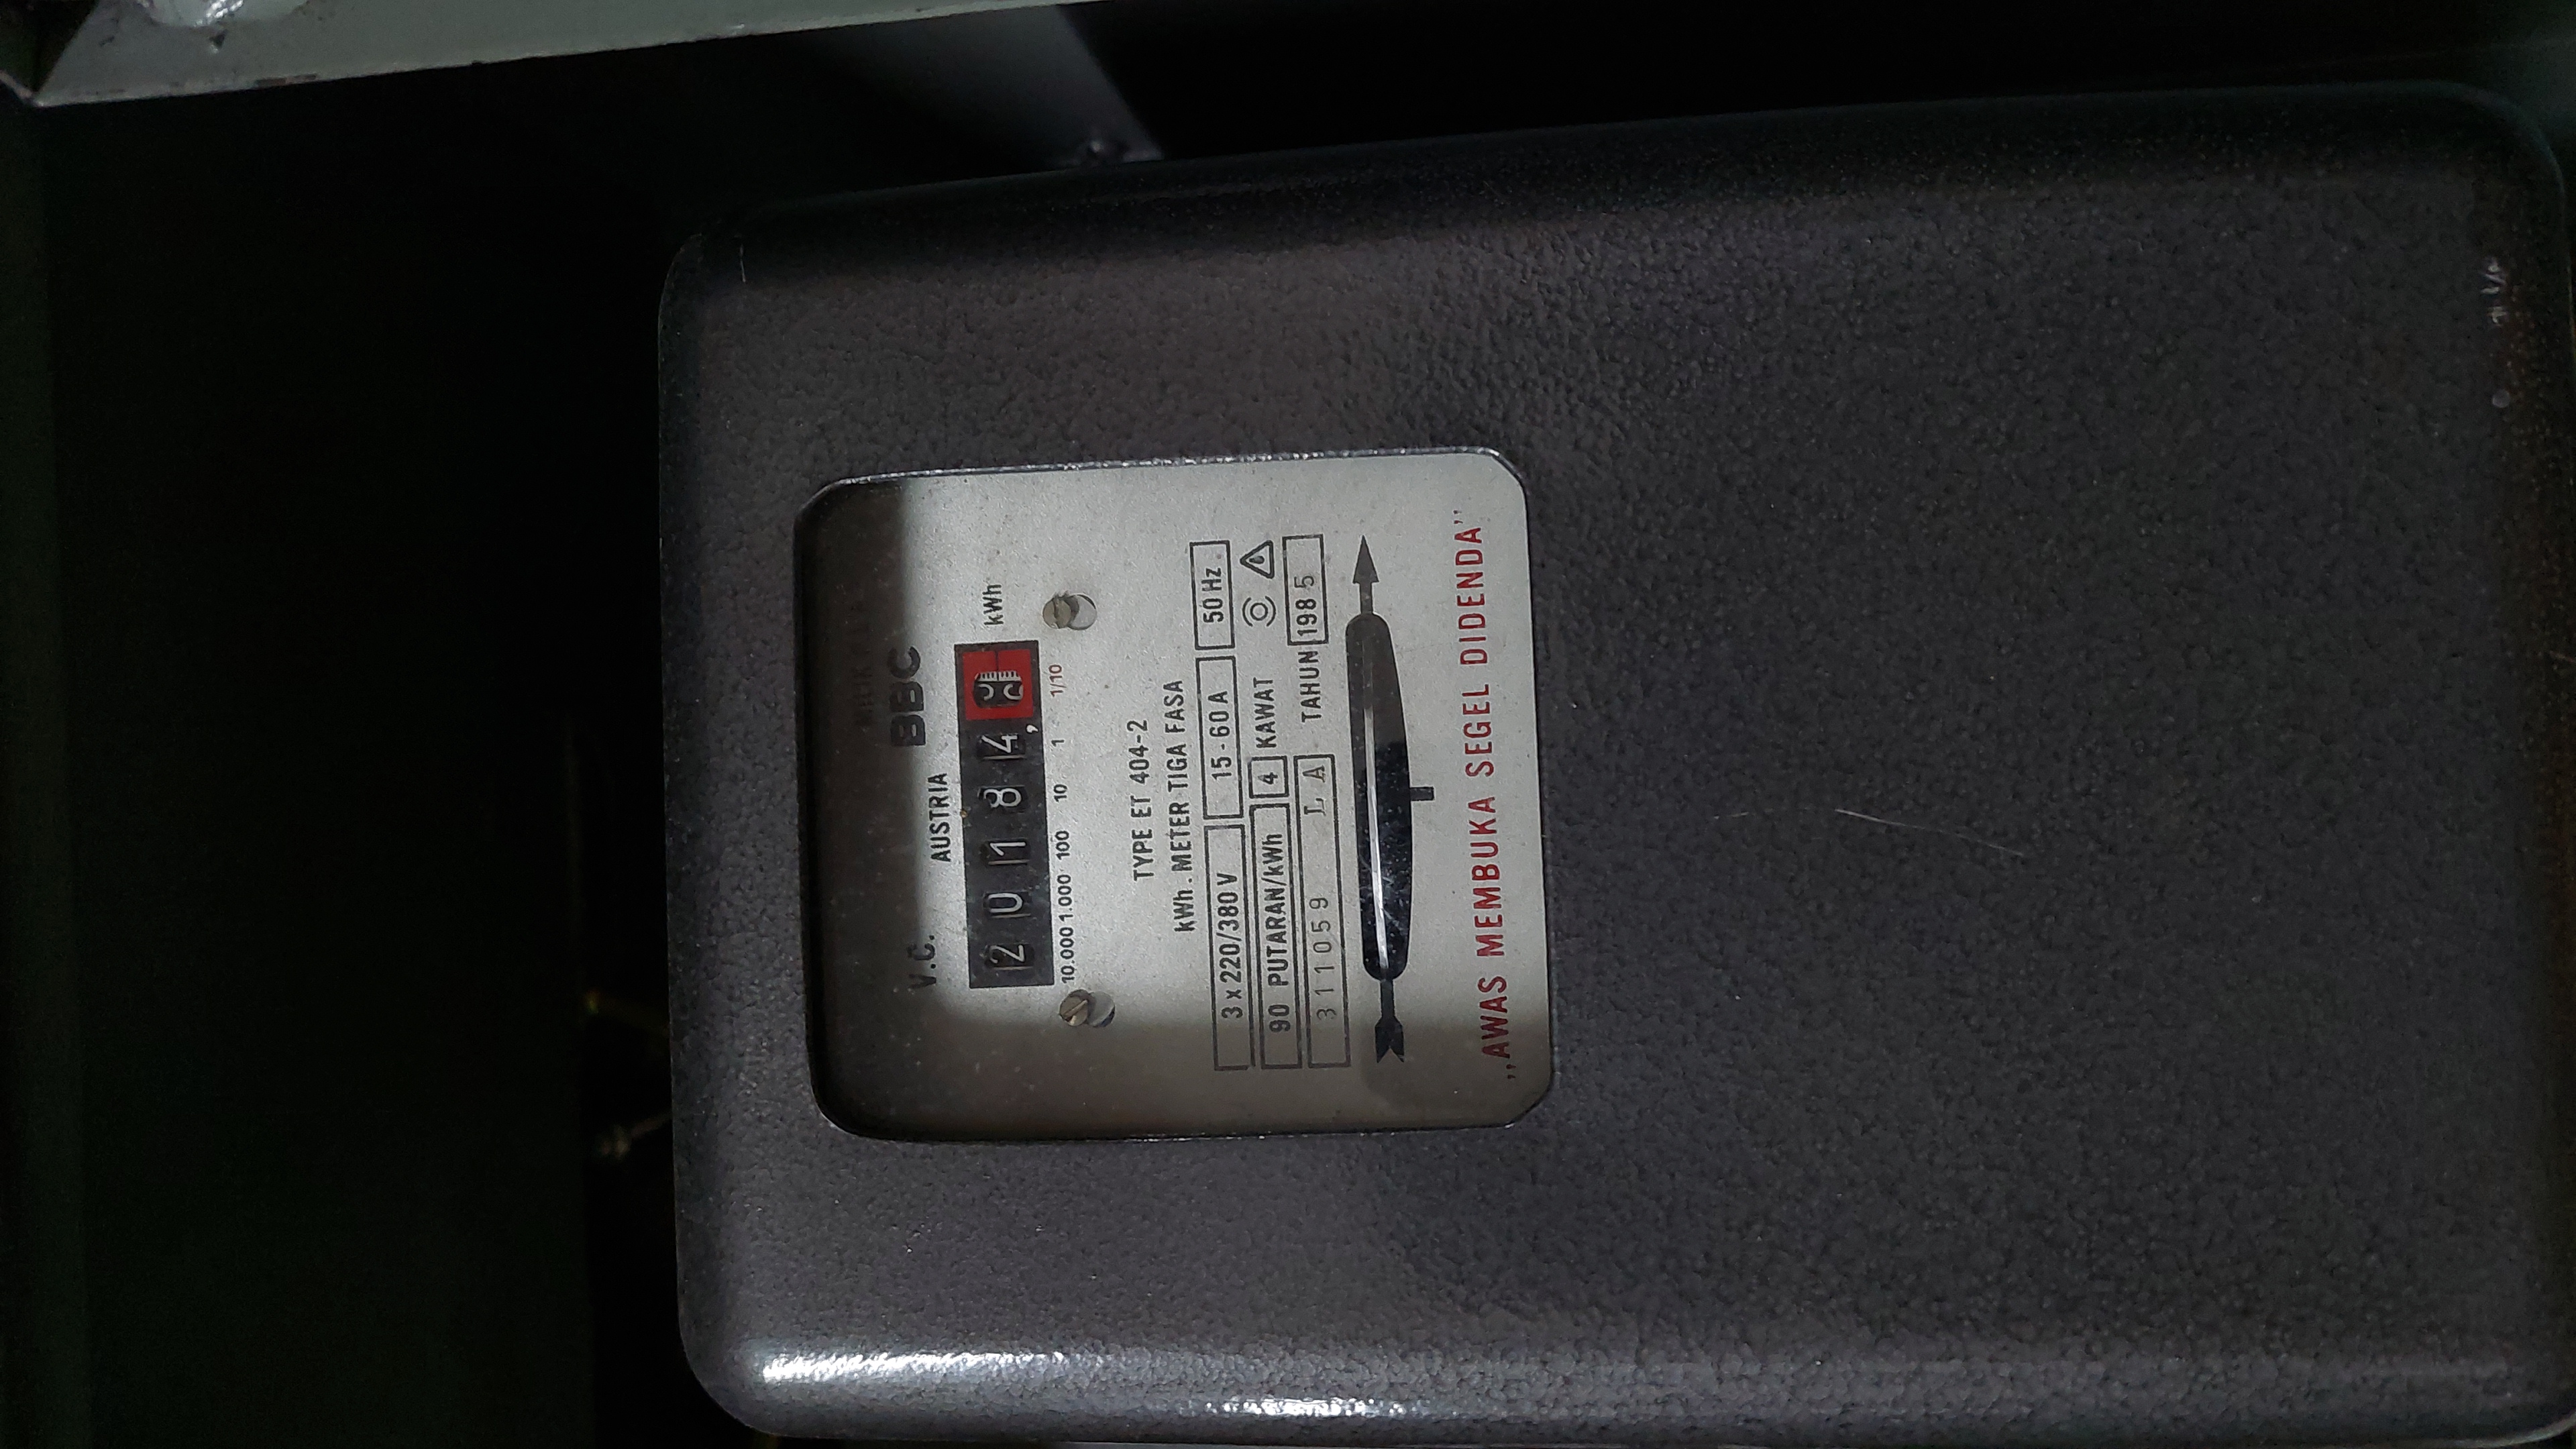 MILIK P.L.N.
V.C. BBC
AUSTRIA
2 0 1 8 4, kWh
10.000 1.000 100 10 1 1/10
TYPE ET 404-2
kWh. METER TIGA FASA
3 x 220/380 V 15-60 A 50 Hz
90 PUTARAN/kWh 4 KAWAT
311059 L A TAHUN 1985
„AWAS MEMBUKA SEGEL DIDENDA”